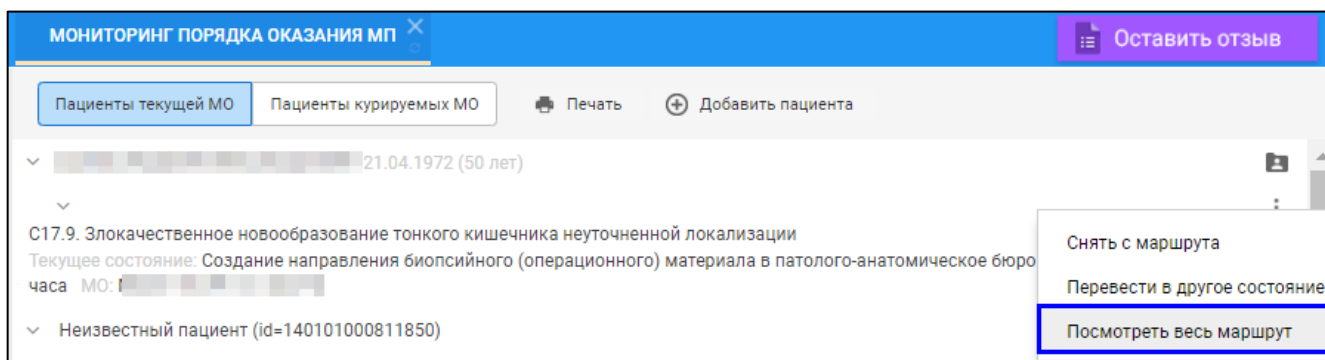 МОНИТОРИНГ ПОРЯДКА ОКАЗАНИЯ МП
Оставить отзыв
Пациенты текущей МО Пациенты курируемых МО Печать Добавить пациента
21.04.1972 (50 лет)
C17.9. Злокачественное новообразование тонкого кишечника неуточненной локализации
Текущее состояние: Создание направления биопсийного (операционного) материала в патолого-анатомическое бюро
часа МО:
Неизвестный пациент (id=140101000811850)
Снять с маршрута
Перевести в другое состояние
Посмотреть весь маршрут